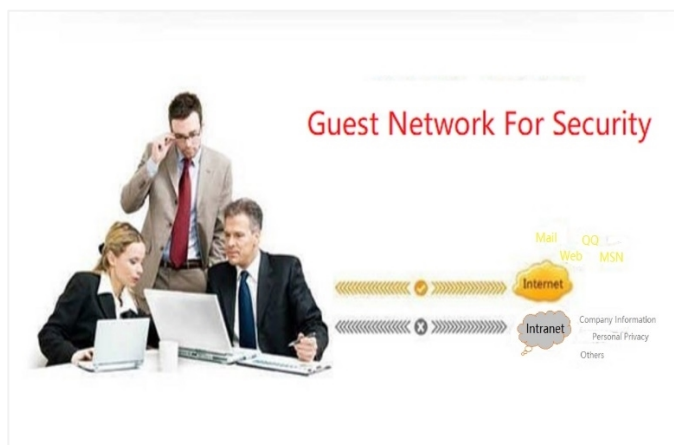 Guest Network For Security
Mail
QQ
Web
MSN
Internet
Intranet
Company Information
Personal Privacy
Others